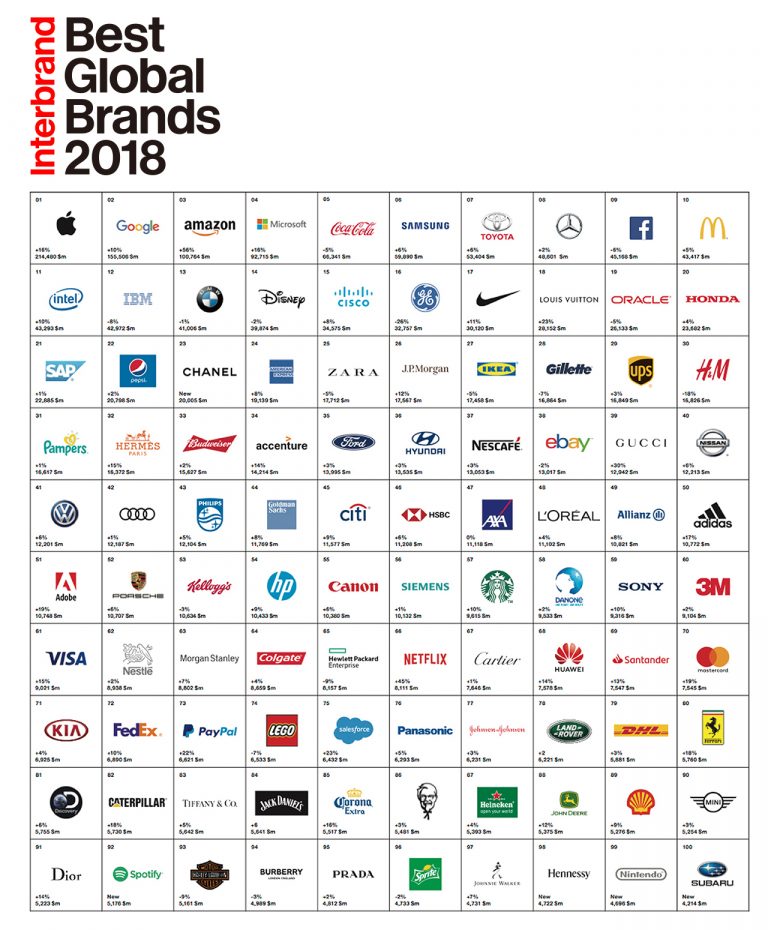 Interbrand
Best
Global
Brands
2018
01
+16%
214,480 $m
02
Google
+10%
155,506 $m
03
amazon
+56%
100,764 $m
04
Microsoft
+16%
92,715 $m
05
Coca-Cola
-5%
66,341 $m
06
SAMSUNG
+6%
59,890 $m
07
TOYOTA
+6%
53,404 $m
08
+2%
48,601 $m
09
f
-6%
45,168 $m
10
M
+5%
43,417 $m
11
intel
+10%
43,293 $m
12
IBM
-8%
42,972 $m
13
BMW
-1%
41,006 $m
14
Disney
-2%
39,874 $m
15
CISCO
+8%
34,575 $m
16
GE
-26%
32,757 $m
17
+11%
30,120 $m
18
LOUIS VUITTON
+23%
28,152 $m
19
ORACLE
-5%
26,133 $m
20
HONDA
+4%
23,682 $m
21
SAP
+1%
22,885 $m
22
pepsi
+2%
20,798 $m
23
CHANEL
New
20,005 $m
24
AMERICAN EXPRESS
+8%
19,139 $m
25
ZARA
-5%
17,712 $m
26
J.P.Morgan
+12%
17,567 $m
27
IKEA
-5%
17,458 $m
28
Gillette
-7%
16,864 $m
29
ups
+3%
16,849 $m
30
H&M
-18%
16,826 $m
31
Pampers
+1%
16,617 $m
32
HERMÈS
PARIS
+15%
16,372 $m
33
Budweiser
+2%
15,627 $m
34
accenture
+14%
14,214 $m
35
Ford
+3%
13,995 $m
36
HYUNDAI
+3%
13,535 $m
37
NESCAFÉ
+3%
13,053 $m
38
ebay
-2%
13,017 $m
39
GUCCI
+30%
12,942 $m
40
NISSAN
+6%
12,213 $m
41
VW
+6%
12,201 $m
42
+1%
12,187 $m
43
PHILIPS
+5%
12,104 $m
44
Goldman
Sachs
+8%
11,769 $m
45
citi
+9%
11,577 $m
46
HSBC
+6%
11,208 $m
47
AXA
0%
11,118 $m
48
L'ORÉAL
+4%
11,102 $m
49
Allianz
+8%
10,821 $m
50
adidas
+17%
10,772 $m
51
Adobe
+19%
10,748 $m
52
PORSCHE
+6%
10,707 $m
53
Kellogg's
-3%
10,634 $m
54
hp
+9%
10,433 $m
55
Canon
+6%
10,380 $m
56
SIEMENS
+1%
10,132 $m
57
+10%
9,615 $m
58
DANONE
+2%
9,533 $m
59
SONY
+10%
9,316 $m
60
3M
+2%
9,104 $m
61
VISA
+15%
9,021 $m
62
Nestlé
+2%
8,938 $m
63
Morgan Stanley
+7%
8,802 $m
64
Colgate
+4%
8,659 $m
65
Hewlett Packard
Enterprise
-9%
8,157 $m
66
NETFLIX
+45%
8,111 $m
67
Cartier
+1%
7,646 $m
68
HUAWEI
+14%
7,578 $m
69
Santander
+13%
7,547 $m
70
mastercard
+19%
7,545 $m
71
KIA
+4%
6,925 $m
72
FedEx
+10%
6,890 $m
73
PayPal
+22%
6,621 $m
74
LEGO
-7%
6,533 $m
75
salesforce
+23%
6,432 $m
76
Panasonic
+5%
6,293 $m
77
Johnson & Johnson
+3%
6,231 $m
78
LAND
ROVER
+2
6,221 $m
79
DHL
+3%
5,881 $m
80
Ferrari
+18%
5,760 $m
81
Discovery
+6%
5,755 $m
82
CATERPILLAR
+18%
5,730 $m
83
TIFFANY & CO.
+5%
5,642 $m
84
JACK DANIEL'S
+6
5,641 $m
85
Corona
Extra
+16%
5,517 $m
86
+3%
5,481 $m
87
Heineken
open your world
+4%
5,393 $m
88
JOHN DEERE
+12%
5,375 $m
89
+9%
5,276 $m
90
MINI
+3%
5,254 $m
91
Dior
+14%
5,223 $m
92
Spotify
New
5,176 $m
93
HARLEY-DAVIDSON
-9%
5,161 $m
94
BURBERRY
LONDON ENGLAND
-3%
4,989 $m
95
PRADA
+2%
4,812 $m
96
Sprite
-2%
4,733 $m
97
JOHNNIE WALKER
+7%
4,731 $m
98
Hennessy
New
4,722 $m
99
Nintendo
New
4,696 $m
100
SUBARU
New
4,214 $m